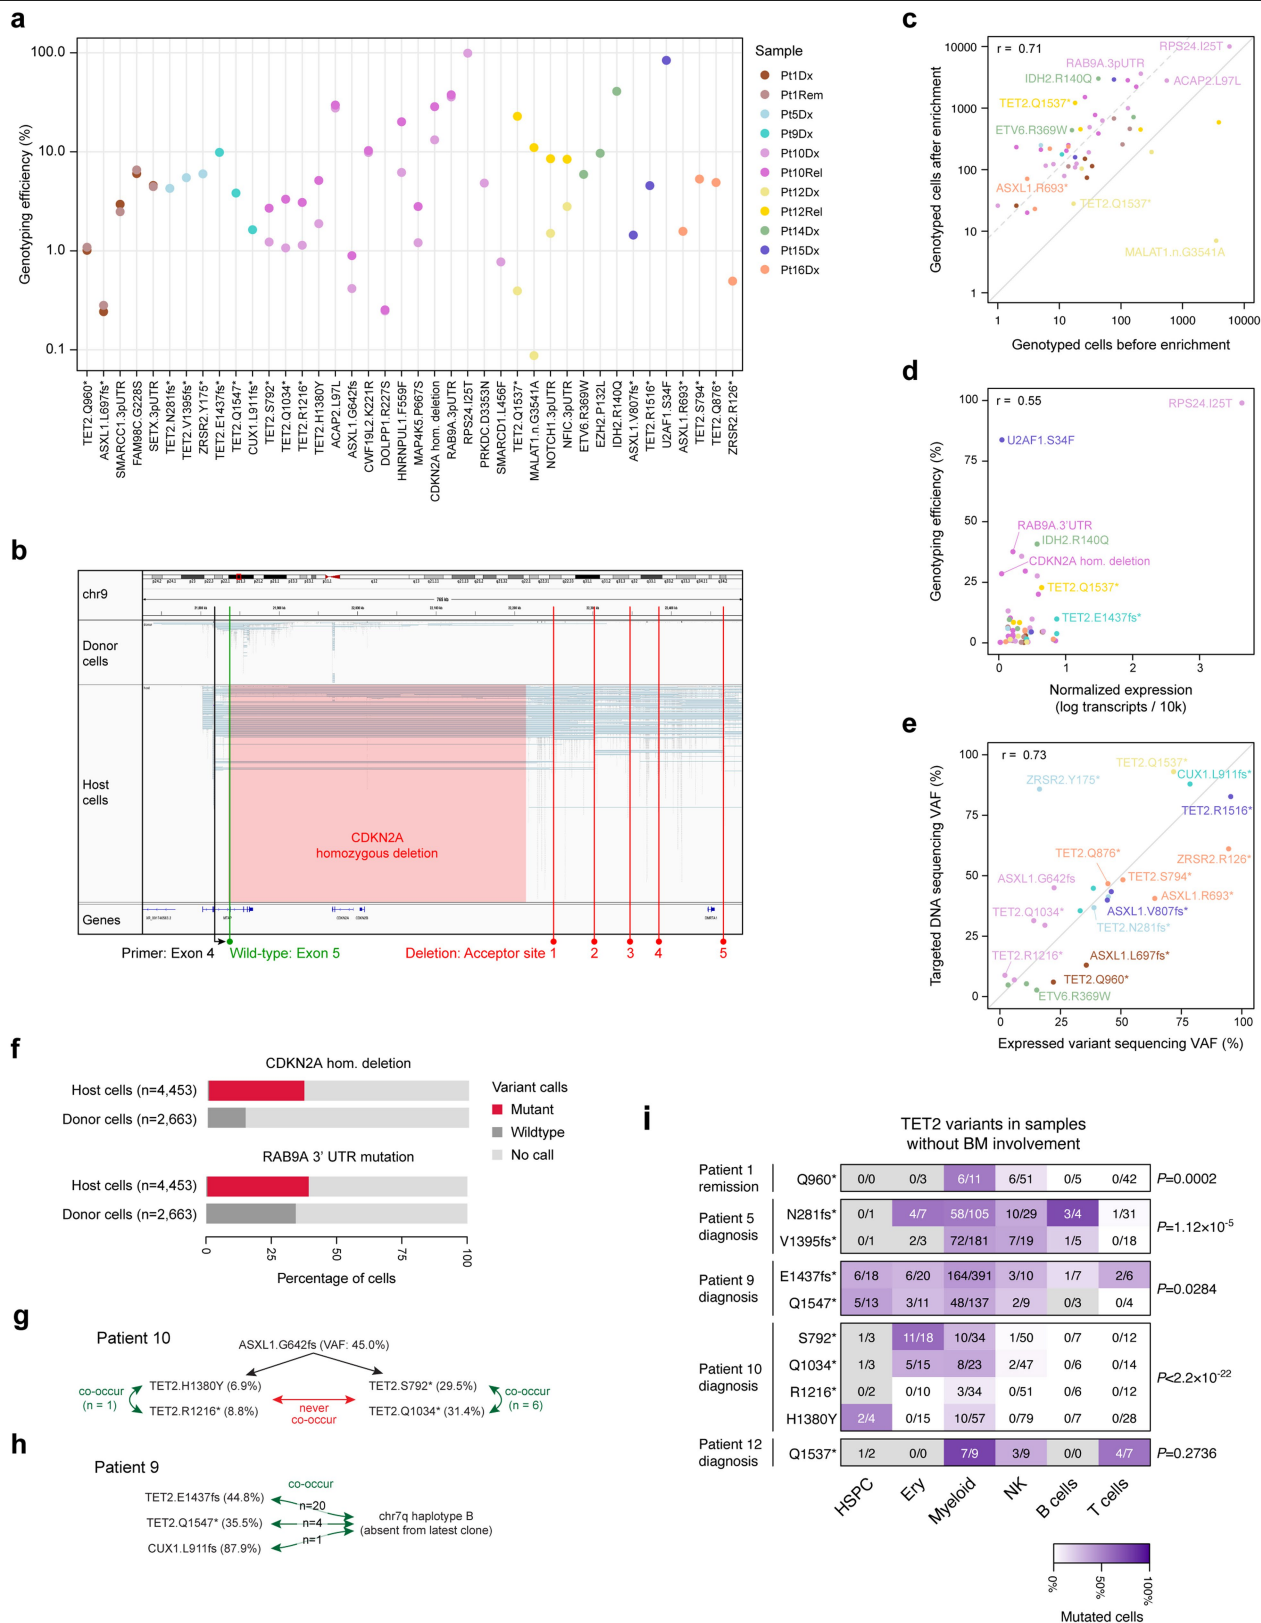 a
100.0
10.0
1.0
0.1
Genotyping efficiency (%)
TET2.Q960*
ASXL1.L697fs*
SMARCC1.3pUTR
FAM98C.G228S
SETX.3pUTR
TET2.N281fs*
TET2.V1395fs*
ZRSR2.Y175*
TET2.E1437fs*
TET2.Q1547*
CUX1.L911fs*
TET2.S792*
TET2.Q1034*
TET2.R1216*
TET2.H1380Y
ACAP2.L97L
ASXL1.G642fs
CWF19L2.K221R
DOLPP1.R227S
HNRNPUL1.F559F
MAP4K5.P667S
CDKN2A hom. deletion
RAB9A.3pUTR
RPS24.I25T
PRKDC.D3353N
SMARCD1.L456F
TET2.Q1537*
MALAT1.n.G3541A
NOTCH1.3pUTR
NFIC.3pUTR
ETV6.R369W
EZH2.P132L
IDH2.R140Q
ASXL1.V807fs*
TET2.R1516*
U2AF1.S34F
ASXL1.R693*
TET2.S794*
TET2.Q876*
ZRSR2.R126*
Sample
Pt1Dx
Pt1Rem
Pt5Dx
Pt9Dx
Pt10Dx
Pt10Rel
Pt12Dx
Pt12Rel
Pt14Dx
Pt15Dx
Pt16Dx
b
chr9
Donor
cells
Host
cells
CDKN2A
homozygous deletion
Genes
Primer: Exon 4
Wild-type: Exon 5
Deletion: Acceptor site 1
2
3
4
5
c
r = 0.71
10000
1000
100
10
1
Genotyped cells after enrichment
RPS24.I25T
RAB9A.3pUTR
IDH2.R140Q
ACAP2.L97L
TET2.Q1537*
ETV6.R369W
ASXL1.R693*
TET2.Q1537*
MALAT1.n.G3541A
1 10 100 1000 10000
Genotyped cells before enrichment
d
r = 0.55
100
75
50
25
0
Genotyping efficiency (%)
RPS24.I25T
U2AF1.S34F
RAB9A.3'UTR
IDH2.R140Q
CDKN2A hom. deletion
TET2.Q1537*
TET2.E1437fs*
0 1 2 3
Normalized expression
(log transcripts / 10k)
e
r = 0.73
100
75
50
25
0
Targeted DNA sequencing VAF (%)
TET2.Q1537*
ZRSR2.Y175*
CUX1.L911fs*
TET2.R1516*
TET2.Q876*
ZRSR2.R126*
ASXL1.G642fs
TET2.S794*
ASXL1.R693*
TET2.Q1034*
ASXL1.V807fs*
TET2.N281fs*
TET2.R1216*
ASXL1.L697fs*
TET2.Q960*
ETV6.R369W
0 25 50 75 100
Expressed variant sequencing VAF (%)
f
CDKN2A hom. deletion
Host cells (n=4,453)
Donor cells (n=2,663)
RAB9A 3' UTR mutation
Host cells (n=4,453)
Donor cells (n=2,663)
0 25 50 75 100
Percentage of cells
Variant calls
Mutant
Wildtype
No call
g
Patient 10
ASXL1.G642fs (VAF: 45.0%)
co-occur
(n = 1)
TET2.H1380Y (6.9%)
TET2.R1216* (8.8%)
never
co-occur
TET2.S792* (29.5%)
TET2.Q1034* (31.4%)
co-occur
(n = 6)
h
Patient 9
co-occur
TET2.E1437fs (44.8%)
TET2.Q1547* (35.5%)
CUX1.L911fs (87.9%)
n=20
n=4
n=1
chr7q haplotype B
(absent from latest clone)
i
TET2 variants in samples
without BM involvement
Patient 1
remission
Q960* 0/0 0/3 6/11 6/51 0/5 0/42 P=0.0002
Patient 5
diagnosis
N281fs* 0/1 4/7 58/105 10/29 3/4 1/31
V1395fs* 0/1 2/3 72/181 7/19 1/5 0/18
P=1.12×10-5
Patient 9
diagnosis
E1437fs* 6/18 6/20 164/391 3/10 1/7 2/6
Q1547* 5/13 3/11 48/137 2/9 0/3 0/4
P=0.0284
Patient 10
diagnosis
S792* 1/3 11/18 10/34 1/50 0/7 0/12
Q1034* 1/3 5/15 8/23 2/47 0/6 0/14
R1216* 0/2 0/10 3/34 0/51 0/6 0/12
H1380Y 2/4 0/15 10/57 0/79 0/7 0/28
P<2.2×10-22
Patient 12
diagnosis
Q1537* 1/2 0/0 7/9 3/9 0/0 4/7 P=0.2736
HSPC
Ery
Myeloid
NK
B cells
T cells
0% 50% 100%
Mutated cells